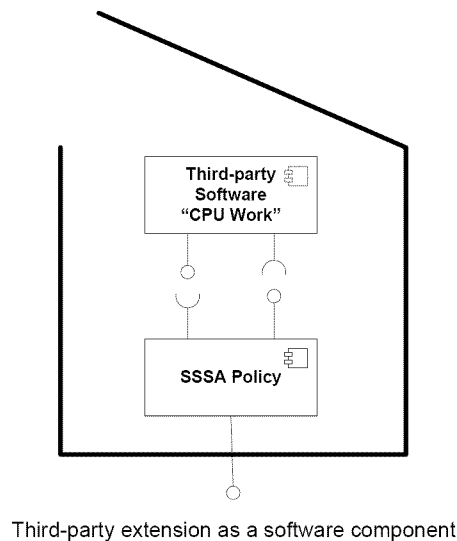 Third-party
Software
“CPU Work”
SSSA Policy
Third-party extension as a software component